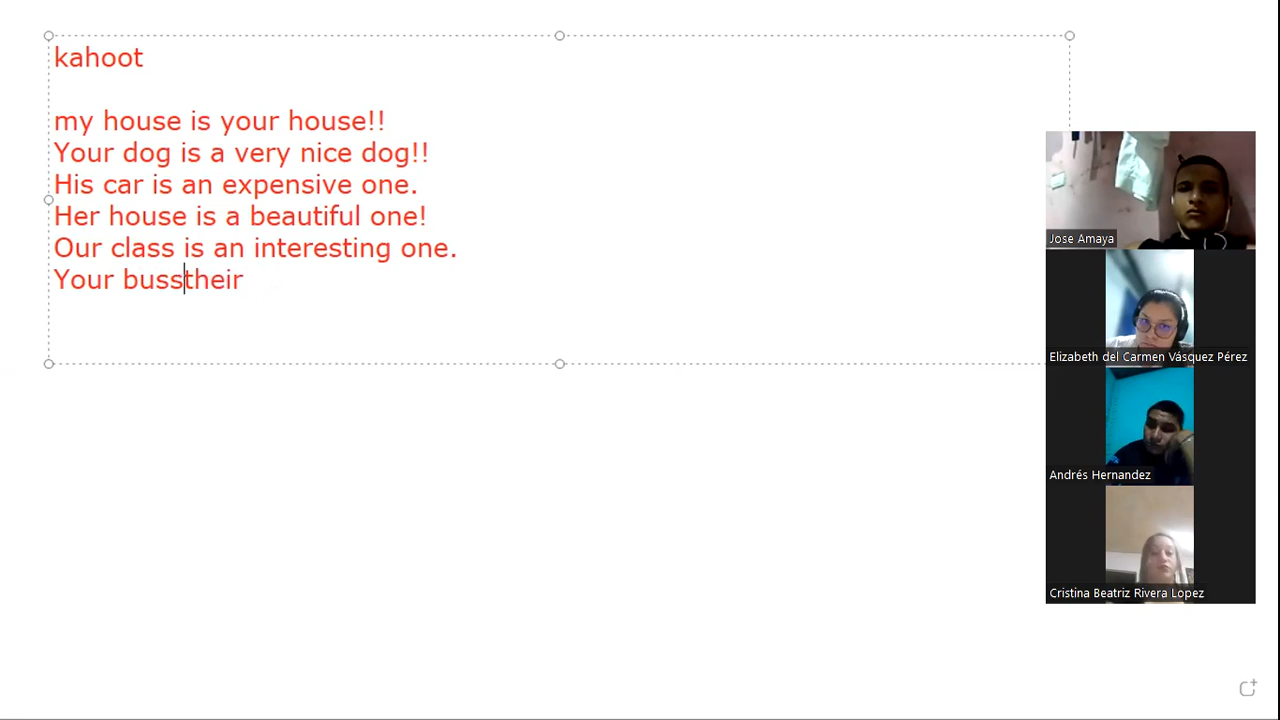 kahoot
my house is your house!!
Your dog is a very nice dog!!
His car is an expensive one.
Her house is a beautiful one!
Our class is an interesting one.
Your busstheir
Jose Amaya
Elizabeth del Carmen Vásquez Pérez
Andrés Hernandez
Cristina Beatriz Rivera Lopez